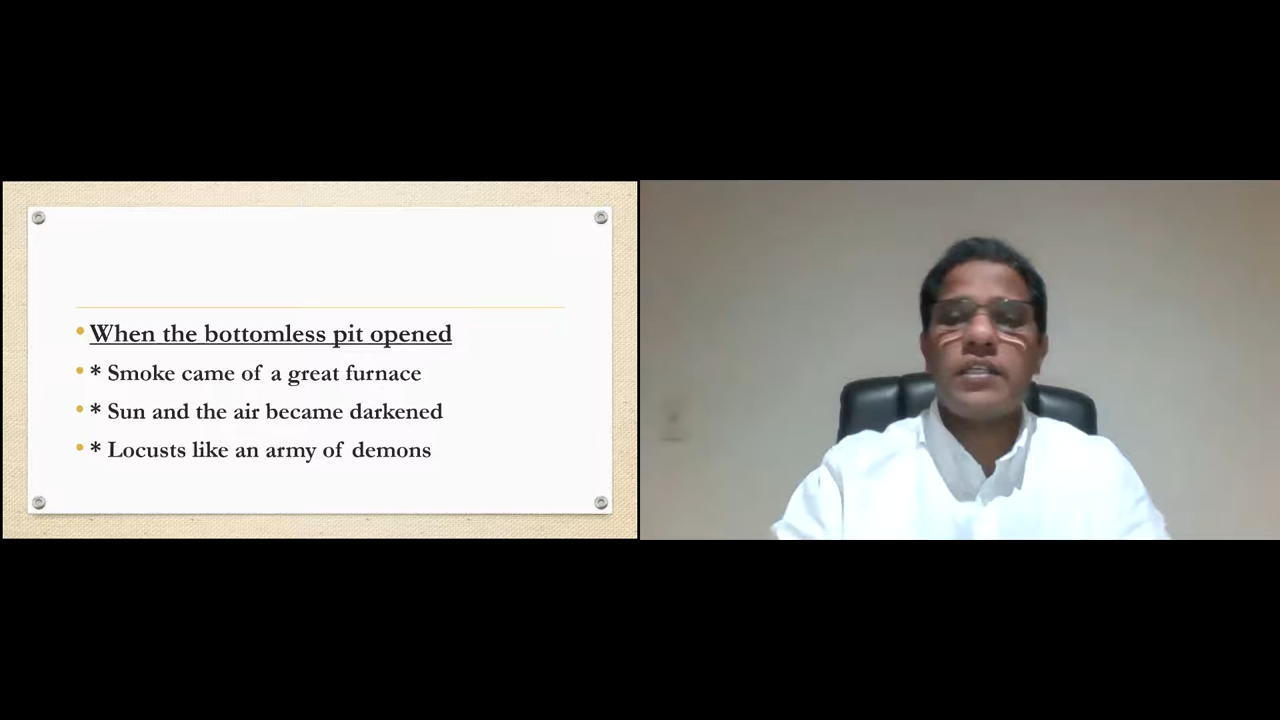 • When the bottomless pit opened
• * Smoke came of a great furnace
• * Sun and the air became darkened
• * Locusts like an army of demons